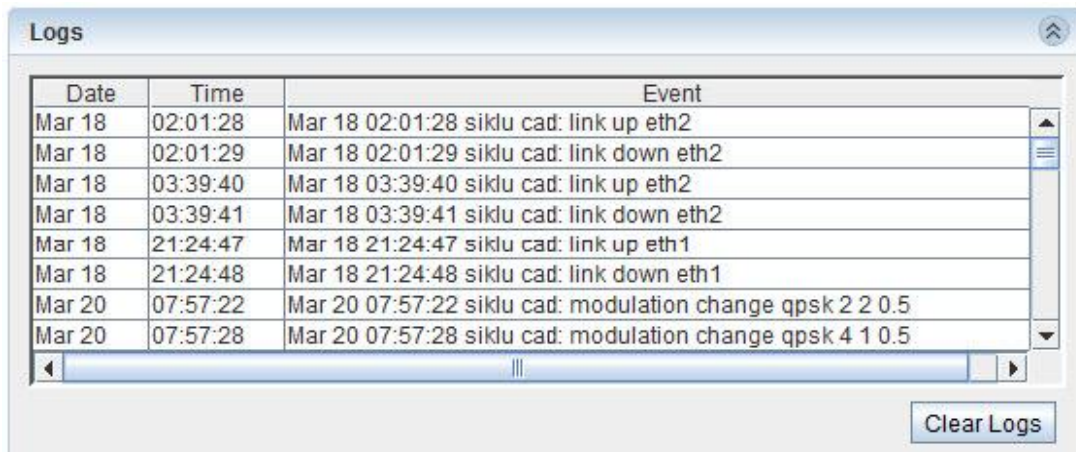 Logs
Date Time Event
Mar 18 02:01:28 Mar 18 02:01:28 siklu cad: link up eth2
Mar 18 02:01:29 Mar 18 02:01:29 siklu cad: link down eth2
Mar 18 03:39:40 Mar 18 03:39:40 siklu cad: link up eth2
Mar 18 03:39:41 Mar 18 03:39:41 siklu cad: link down eth2
Mar 18 21:24:47 Mar 18 21:24:47 siklu cad: link up eth1
Mar 18 21:24:48 Mar 18 21:24:48 siklu cad: link down eth1
Mar 20 07:57:22 Mar 20 07:57:22 siklu cad: modulation change qpsk 2 2 0.5
Mar 20 07:57:28 Mar 20 07:57:28 siklu cad: modulation change qpsk 4 1 0.5
Clear Logs